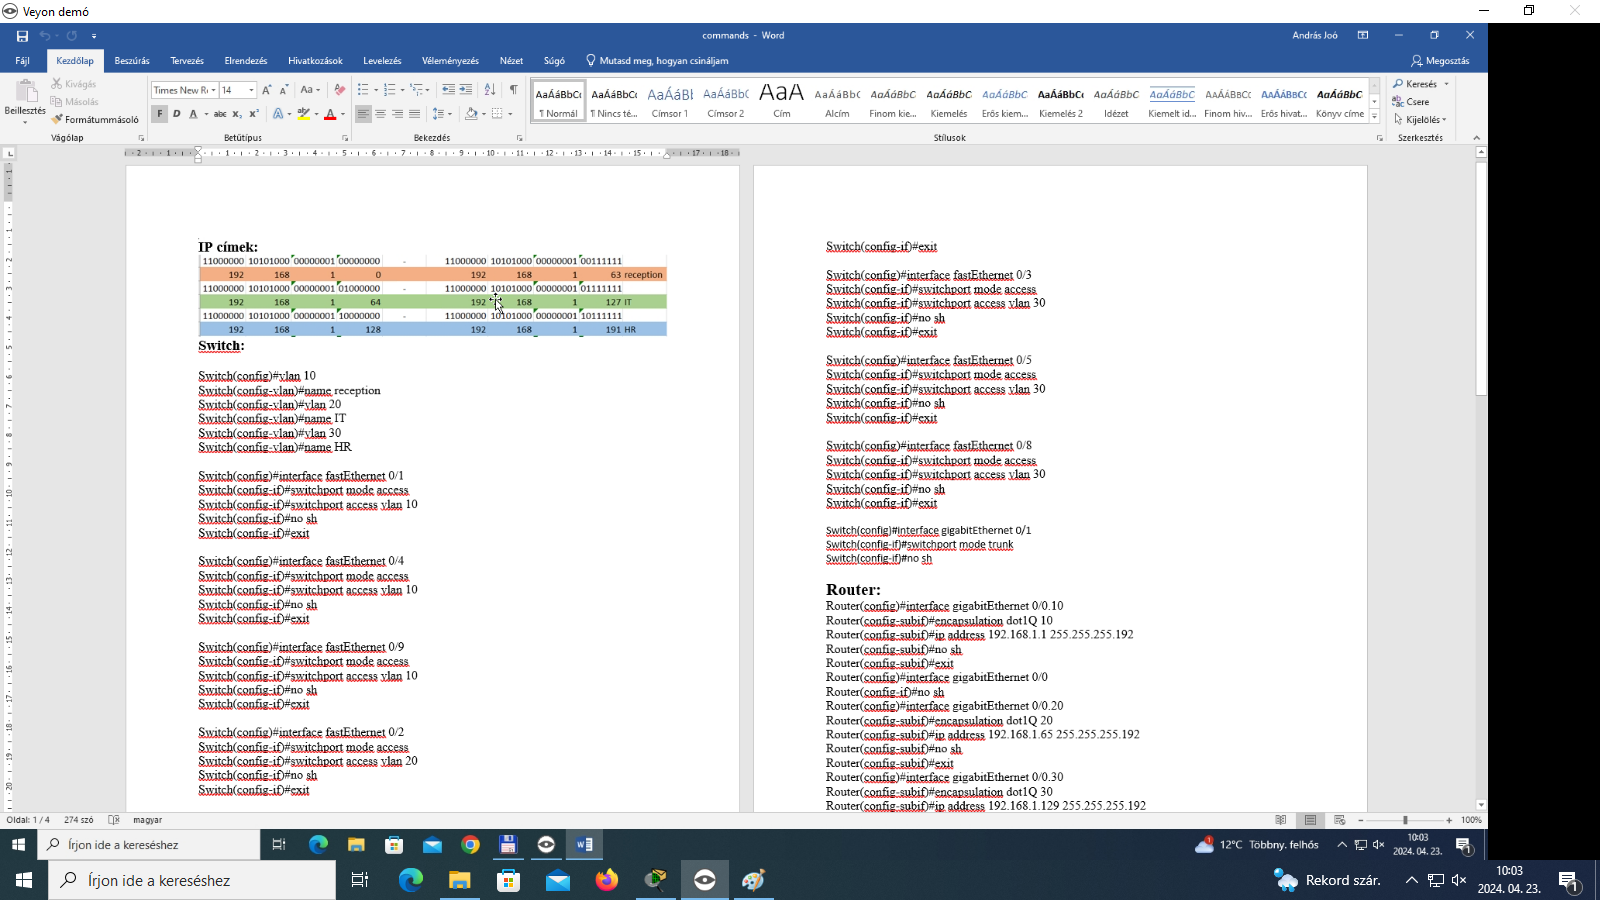 Veyon demó
commands - Word
András Joó
Fájl Kezdőlap Beszúrás Tervezés Elrendezés Hivatkozások Levelezés Véleményezés Nézet Súgó Mutasd meg, hogyan csináljam Megosztás
Beillesztés
Kivágás
Másolás
Formátummásoló
Vágólap
Times New R 14
Betűtípus
Bekezdés
AaÁáBbCc AaÁáBbCc AaÁáBl AaÁáBbC AaA AaÁáBbC AaÁáBbC AaÁáBbC AaÁáBbC AaÁáBbCc AaÁáBbC AaÁáBbC AaÁáBbC AaÁáBbC AaÁáBbC AaÁáBbC
¶ Normál ¶ Nincs té... Címsor 1 Címsor 2 Cím Alcím Finom kie... Kiemelés Erős kiem... Kiemelés 2 Idézet Kiemelt id... Finom hiv... Erős hivat... Könyv címe
Stílusok
Keresés
Csere
Kijelölés
Szerkesztés
IP címek:
11000000 10101000 00000001 00000000 - 11000000 10101000 00000001 00111111
192 168 1 0 192 168 1 63 reception
11000000 10101000 00000001 01000000 - 11000000 10101000 00000001 01111111
192 168 1 64 192 168 1 127 IT
11000000 10101000 00000001 10000000 - 11000000 10101000 00000001 10111111
192 168 1 128 192 168 1 191 HR
Switch:
Switch(config)#vlan 10
Switch(config-vlan)#name reception
Switch(config-vlan)#vlan 20
Switch(config-vlan)#name IT
Switch(config-vlan)#vlan 30
Switch(config-vlan)#name HR
Switch(config)#interface fastEthernet 0/1
Switch(config-if)#switchport mode access
Switch(config-if)#switchport access vlan 10
Switch(config-if)#no sh
Switch(config-if)#exit
Switch(config)#interface fastEthernet 0/4
Switch(config-if)#switchport mode access
Switch(config-if)#switchport access vlan 10
Switch(config-if)#no sh
Switch(config-if)#exit
Switch(config)#interface fastEthernet 0/9
Switch(config-if)#switchport mode access
Switch(config-if)#switchport access vlan 10
Switch(config-if)#no sh
Switch(config-if)#exit
Switch(config)#interface fastEthernet 0/2
Switch(config-if)#switchport mode access
Switch(config-if)#switchport access vlan 20
Switch(config-if)#no sh
Switch(config-if)#exit
Switch(config-if)#exit
Switch(config)#interface fastEthernet 0/3
Switch(config-if)#switchport mode access
Switch(config-if)#switchport access vlan 30
Switch(config-if)#no sh
Switch(config-if)#exit
Switch(config)#interface fastEthernet 0/5
Switch(config-if)#switchport mode access
Switch(config-if)#switchport access vlan 30
Switch(config-if)#no sh
Switch(config-if)#exit
Switch(config)#interface fastEthernet 0/8
Switch(config-if)#switchport mode access
Switch(config-if)#switchport access vlan 30
Switch(config-if)#no sh
Switch(config-if)#exit
Switch(config)#interface gigabitEthernet 0/1
Switch(config-if)#switchport mode trunk
Switch(config-if)#no sh
Router:
Router(config)#interface gigabitEthernet 0/0.10
Router(config-subif)#encapsulation dot1Q 10
Router(config-subif)#ip address 192.168.1.1 255.255.255.192
Router(config-subif)#no sh
Router(config-subif)#exit
Router(config)#interface gigabitEthernet 0/0
Router(config-if)#no sh
Router(config)#interface gigabitEthernet 0/0.20
Router(config-subif)#encapsulation dot1Q 20
Router(config-subif)#ip address 192.168.1.65 255.255.255.192
Router(config-subif)#no sh
Router(config-subif)#exit
Router(config)#interface gigabitEthernet 0/0.30
Router(config-subif)#encapsulation dot1Q 30
Router(config-subif)#ip address 192.168.1.129 255.255.255.192
Oldal: 1 / 4 274 szó magyar 100%
Írjon ide a kereséshez
12°C Többny. felhős
10:03
2024. 04. 23.
Írjon ide a kereséshez
Rekord szár.
10:03
2024. 04. 23.